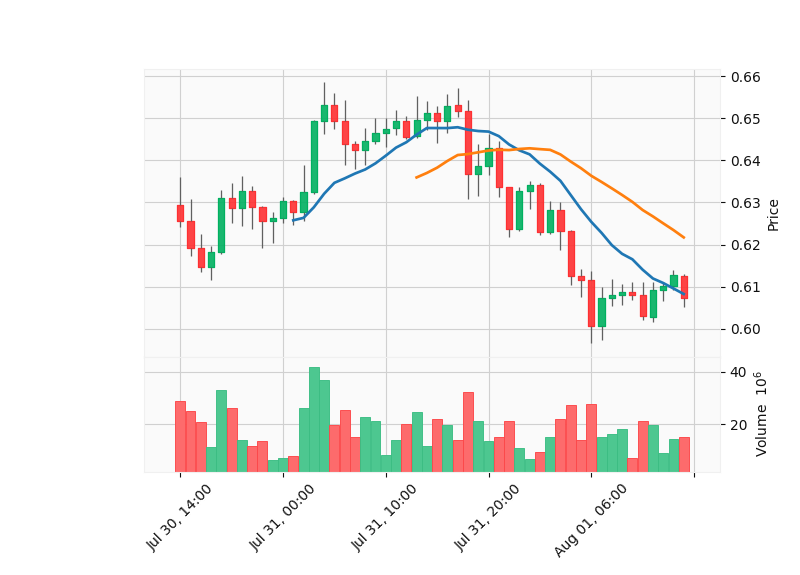 0.66
0.65
0.64
0.63
0.62
0.61
0.60
Price
40
20
Volume 10^6
Jul 30, 14:00
Jul 31, 00:00
Jul 31, 10:00
Jul 31, 20:00
Aug 01, 06:00